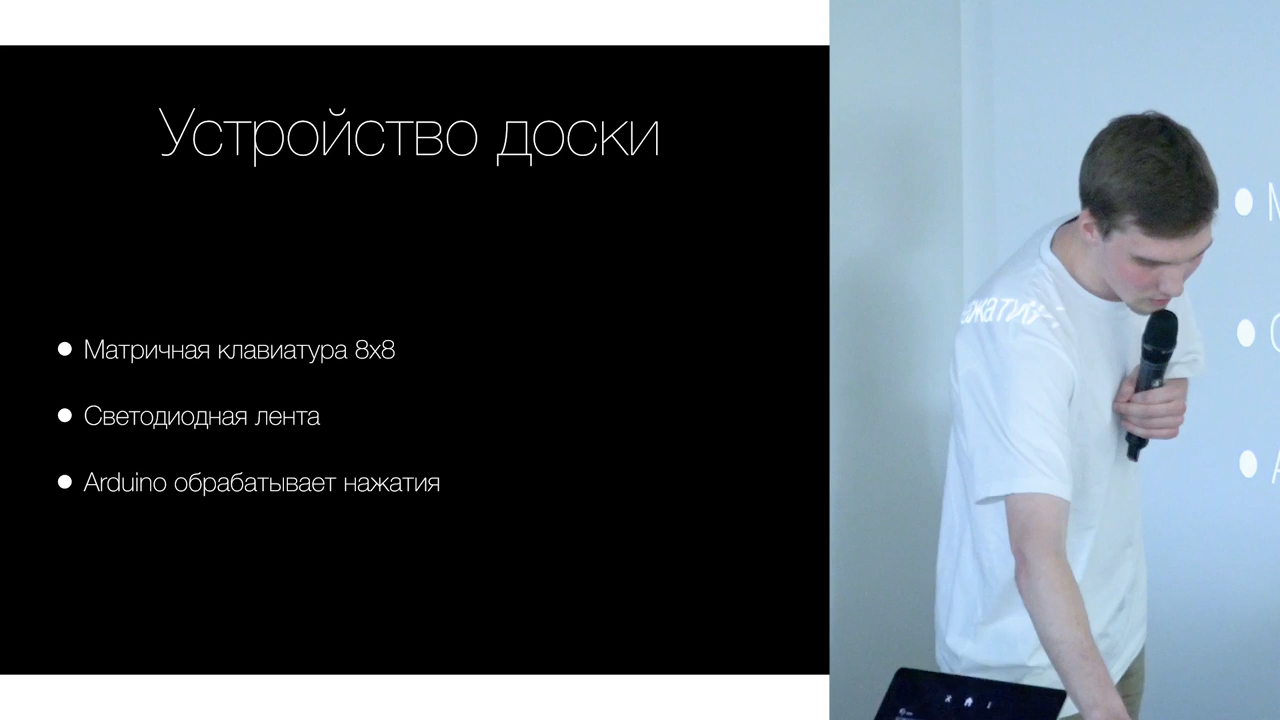 Устройство доски
Матричная клавиатура 8x8
Светодиодная лента
Arduino обрабатывает нажатия